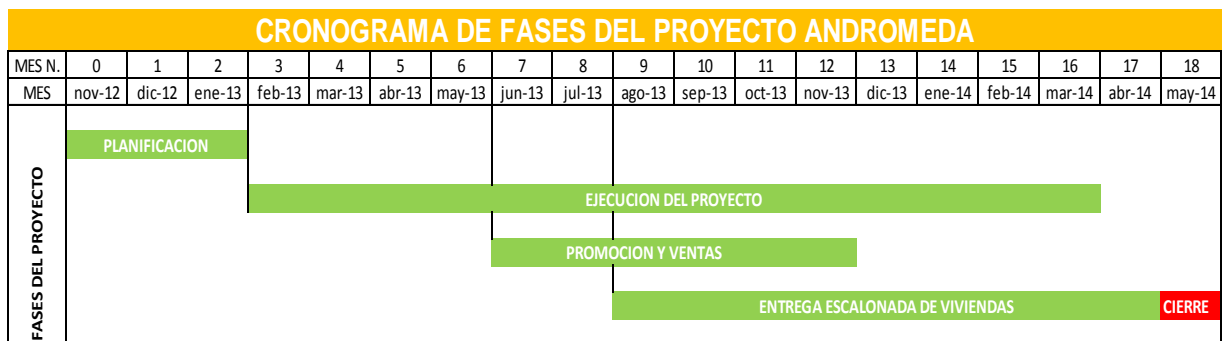 CRONOGRAMA DE FASES DEL PROYECTO ANDROMEDA
MES N. 0 1 2 3 4 5 6 7 8 9 10 11 12 13 14 15 16 17 18
MES nov-12 dic-12 ene-13 feb-13 mar-13 abr-13 may-13 jun-13 jul-13 ago-13 sep-13 oct-13 nov-13 dic-13 ene-14 feb-14 mar-14 abr-14 may-14
FASES DEL PROYECTO
PLANIFICACION
EJECUCION DEL PROYECTO
PROMOCION Y VENTAS
ENTREGA ESCALONADA DE VIVIENDAS CIERRE